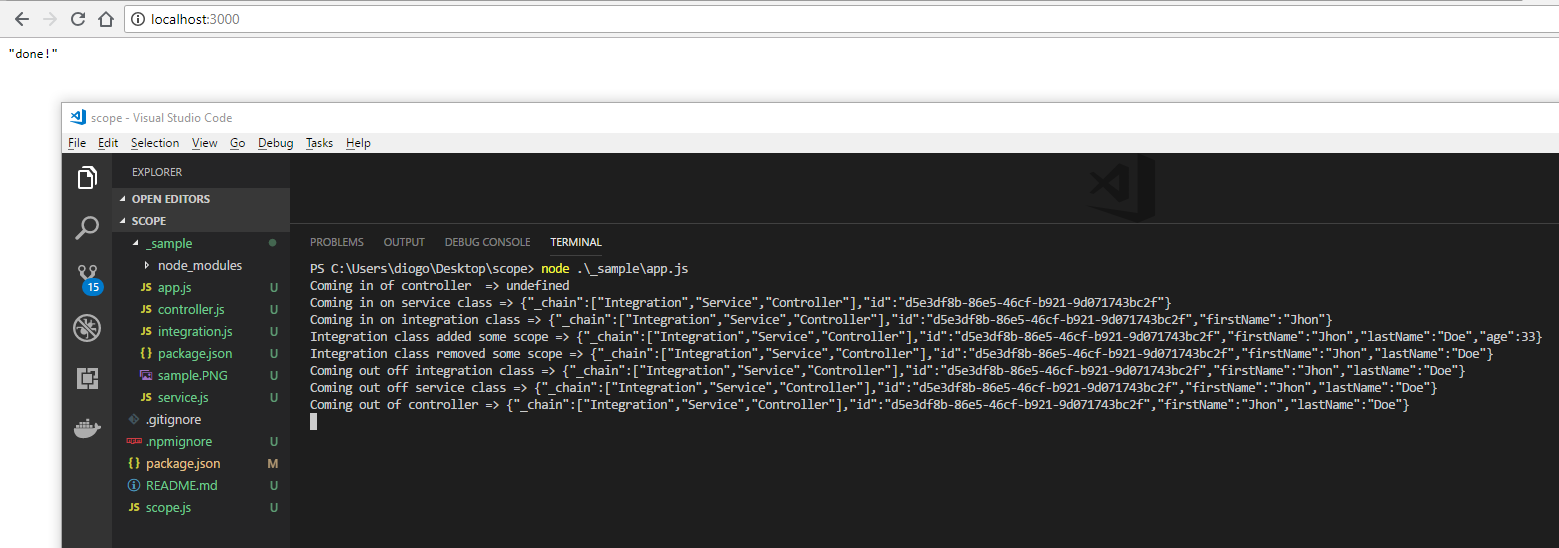 localhost:3000
"done!"
scope - Visual Studio Code
File Edit Selection View Go Debug Tasks Help
EXPLORER
OPEN EDITORS
SCOPE
_sample
node_modules
JS app.js U
JS controller.js U
JS integration.js U
{} package.json U
sample.PNG U
JS service.js U
.gitignore
npm .npmignore U
{} package.json M
README.md U
JS scope.js U
15
PROBLEMS OUTPUT DEBUG CONSOLE TERMINAL
PS C:\Users\diogo\Desktop\scope> node .\_sample\app.js
Coming in of controller  => undefined
Coming in on service class => {"_chain":["Integration","Service","Controller"],"id":"d5e3df8b-86e5-46cf-b921-9d071743bc2f"}
Coming in on integration class => {"_chain":["Integration","Service","Controller"],"id":"d5e3df8b-86e5-46cf-b921-9d071743bc2f","firstName":"Jhon"}
Integration class added some scope => {"_chain":["Integration","Service","Controller"],"id":"d5e3df8b-86e5-46cf-b921-9d071743bc2f","firstName":"Jhon","lastName":"Doe","age":33}
Integration class removed some scope => {"_chain":["Integration","Service","Controller"],"id":"d5e3df8b-86e5-46cf-b921-9d071743bc2f","firstName":"Jhon","lastName":"Doe"}
Coming out off integration class => {"_chain":["Integration","Service","Controller"],"id":"d5e3df8b-86e5-46cf-b921-9d071743bc2f","firstName":"Jhon","lastName":"Doe"}
Coming out off service class => {"_chain":["Integration","Service","Controller"],"id":"d5e3df8b-86e5-46cf-b921-9d071743bc2f","firstName":"Jhon","lastName":"Doe"}
Coming out of controller => {"_chain":["Integration","Service","Controller"],"id":"d5e3df8b-86e5-46cf-b921-9d071743bc2f","firstName":"Jhon","lastName":"Doe"}